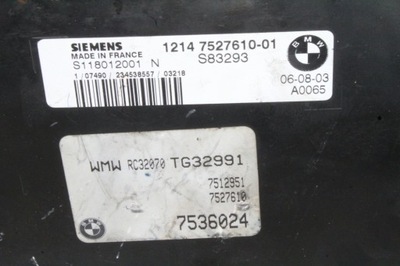 SIEMENS 1214 7527610-01
MADE IN FRANCE
S118012001 N S83293
1 / 07490 / 234538557 / 03218
06-08-03
A0065
WMW RC32070 TG32991
7512951
7527610
7536024